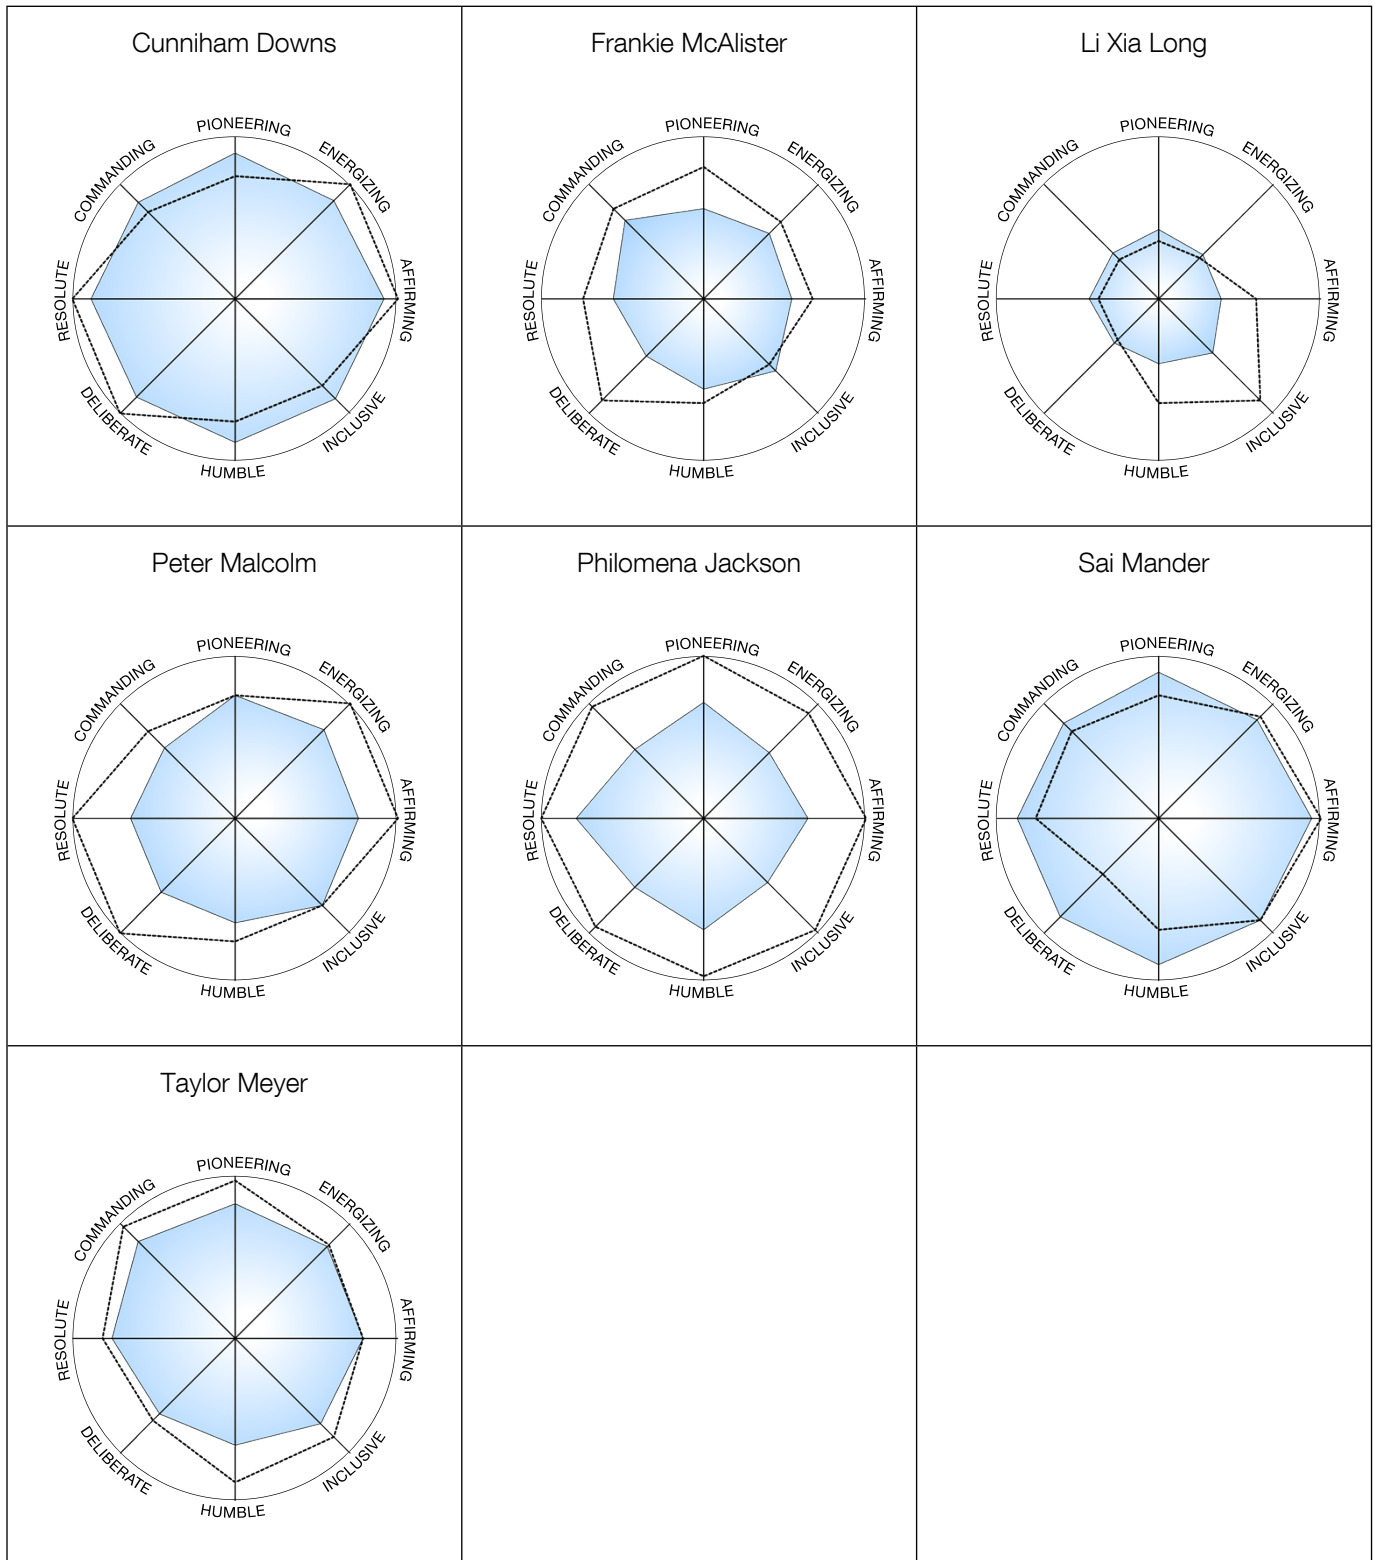 Cunniham Downs
Frankie McAlister
Li Xia Long
PIONEERING
ENERGIZING
AFFIRMING
INCLUSIVE
HUMBLE
DELIBERATE
RESOLUTE
COMMANDING
PIONEERING
ENERGIZING
AFFIRMING
INCLUSIVE
HUMBLE
DELIBERATE
RESOLUTE
COMMANDING
PIONEERING
ENERGIZING
AFFIRMING
INCLUSIVE
HUMBLE
DELIBERATE
RESOLUTE
COMMANDING
Peter Malcolm
Philomena Jackson
Sai Mander
PIONEERING
ENERGIZING
AFFIRMING
INCLUSIVE
HUMBLE
DELIBERATE
RESOLUTE
COMMANDING
PIONEERING
ENERGIZING
AFFIRMING
INCLUSIVE
HUMBLE
DELIBERATE
RESOLUTE
COMMANDING
PIONEERING
ENERGIZING
AFFIRMING
INCLUSIVE
HUMBLE
DELIBERATE
RESOLUTE
COMMANDING
Taylor Meyer
PIONEERING
ENERGIZING
AFFIRMING
INCLUSIVE
HUMBLE
DELIBERATE
RESOLUTE
COMMANDING